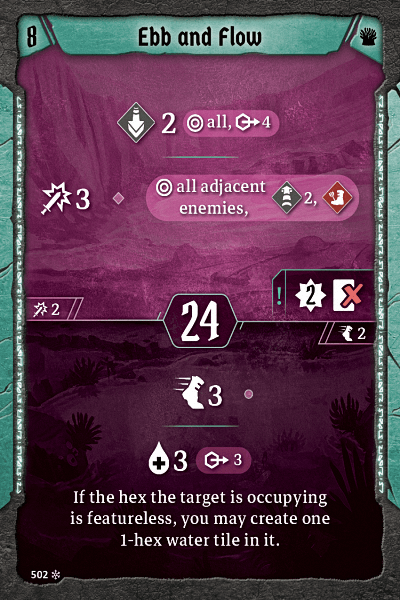 8
Ebb and Flow
2 all, 4
3
all adjacent
enemies, 2,
! 2
2
24
2
3
3 3
If the hex the target is occupying
is featureless, you may create one
1-hex water tile in it.
502